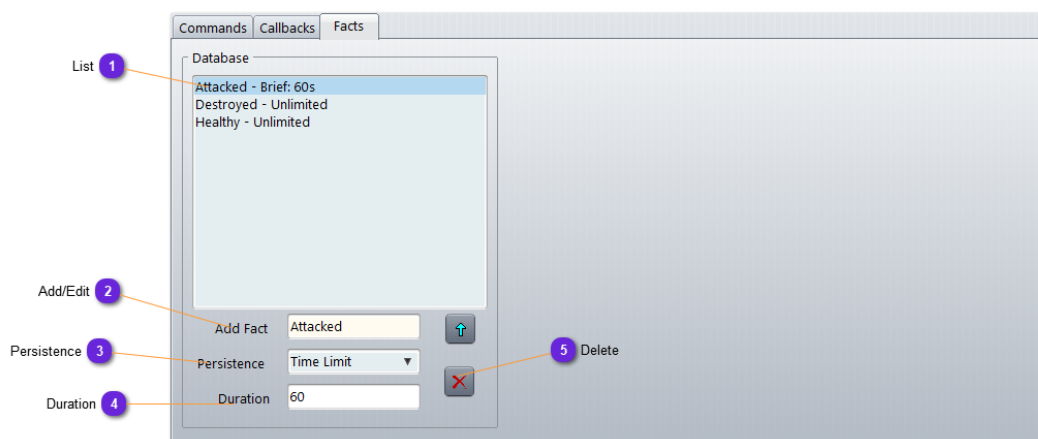 Commands Callbacks Facts
Database
List 1
Attacked - Brief: 60s
Destroyed - Unlimited
Healthy - Unlimited
Add/Edit 2
Add Fact Attacked
Persistence 3
Persistence Time Limit
5 Delete
Duration 4
Duration 60